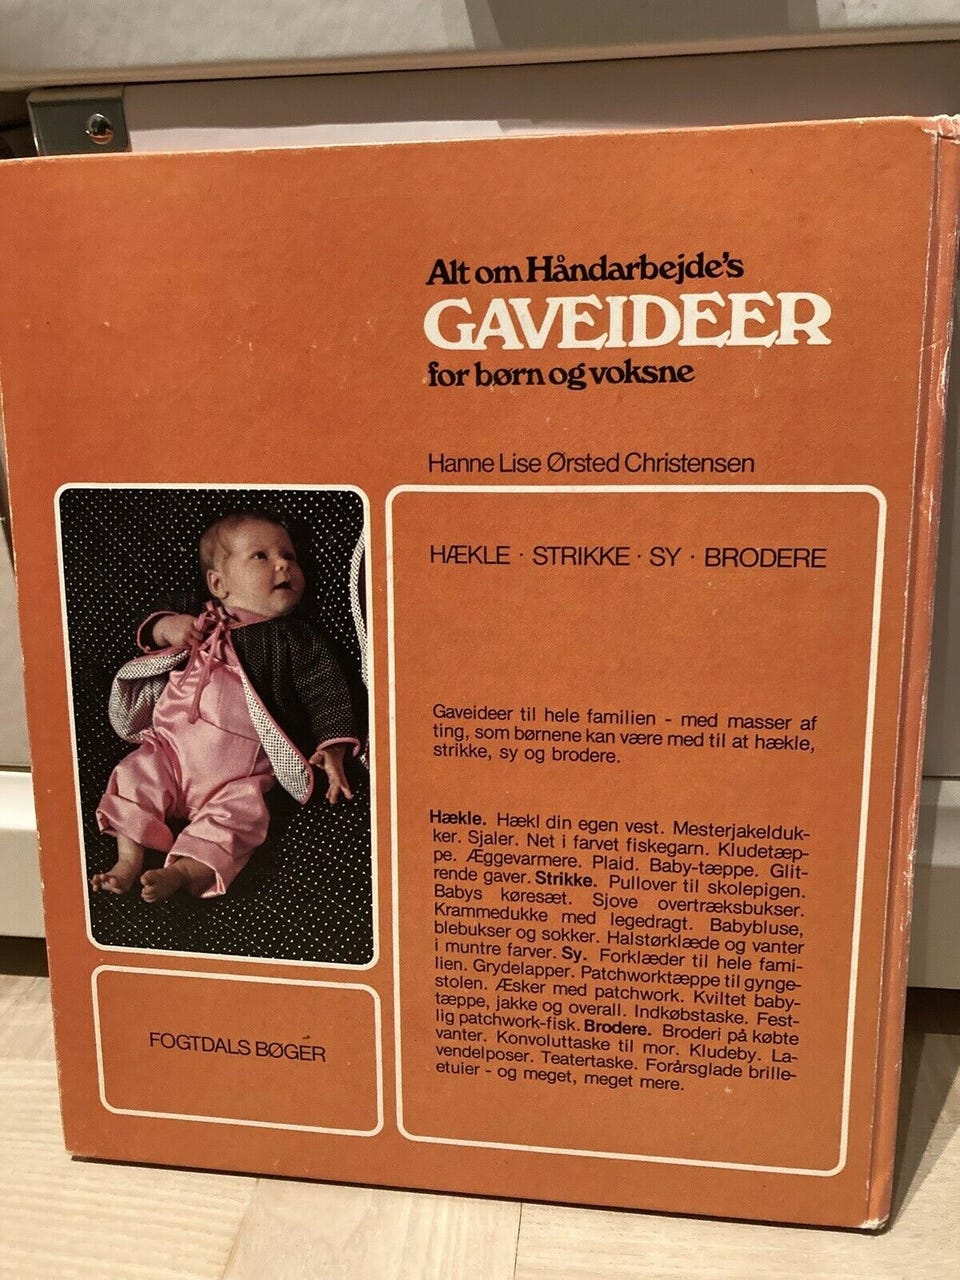 Alt om Håndarbejde's
GAVEIDEER
for børn og voksne
Hanne Lise Ørsted Christensen
HÆKLE · STRIKKE · SY · BRODERE
Gaveideer til hele familien - med masser af
ting, som børnene kan være med til at hækle,
strikke, sy og brodere.
Hækle. Hækl din egen vest. Mesterjakelduk-
ker. Sjaler. Net i farvet fiskegarn. Kludetæp-
pe. Æggevarmere. Plaid. Baby-tæppe. Glit-
rende gaver. Strikke. Pullover til skolepigen.
Babys køresæt. Sjove overtræksbukser.
Krammedukke med legedragt. Babybluse,
blebukser og sokker. Halstørklæde og vanter
i muntre farver. Sy. Forklæder til hele fami-
lien. Grydelapper. Patchworktæppe til gynge-
stolen. Æsker med patchwork. Kviltet baby-
tæppe, jakke og overall. Indkøbstaske. Fest-
lig patchwork-fisk. Brodere. Broderi på købte
vanter. Konvoluttaske til mor. Kludeby. La-
vendelposer. Teatertaske. Forårsglade brille-
etuier - og meget, meget mere.
FOGTDALS BØGER